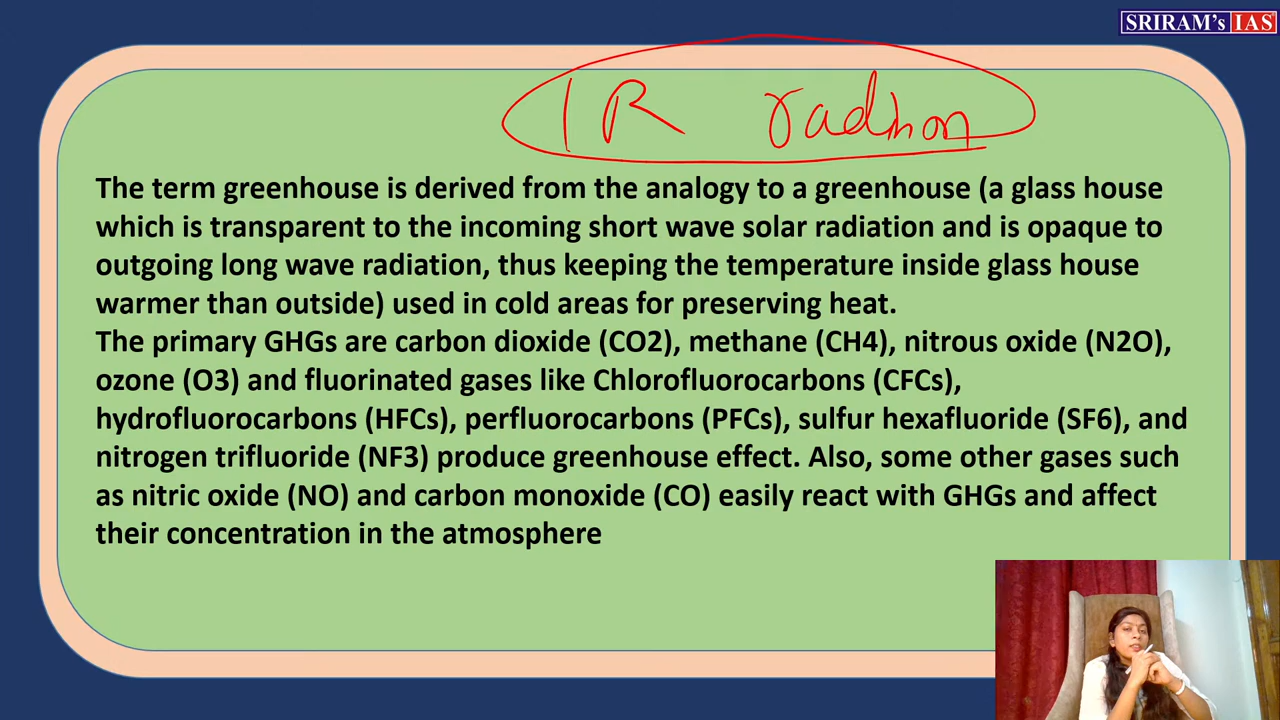 SRIRAM's IAS
IR radiation
The term greenhouse is derived from the analogy to a greenhouse (a glass house
which is transparent to the incoming short wave solar radiation and is opaque to
outgoing long wave radiation, thus keeping the temperature inside glass house
warmer than outside) used in cold areas for preserving heat.
The primary GHGs are carbon dioxide (CO2), methane (CH4), nitrous oxide (N2O),
ozone (O3) and fluorinated gases like Chlorofluorocarbons (CFCs),
hydrofluorocarbons (HFCs), perfluorocarbons (PFCs), sulfur hexafluoride (SF6), and
nitrogen trifluoride (NF3) produce greenhouse effect. Also, some other gases such
as nitric oxide (NO) and carbon monoxide (CO) easily react with GHGs and affect
their concentration in the atmosphere